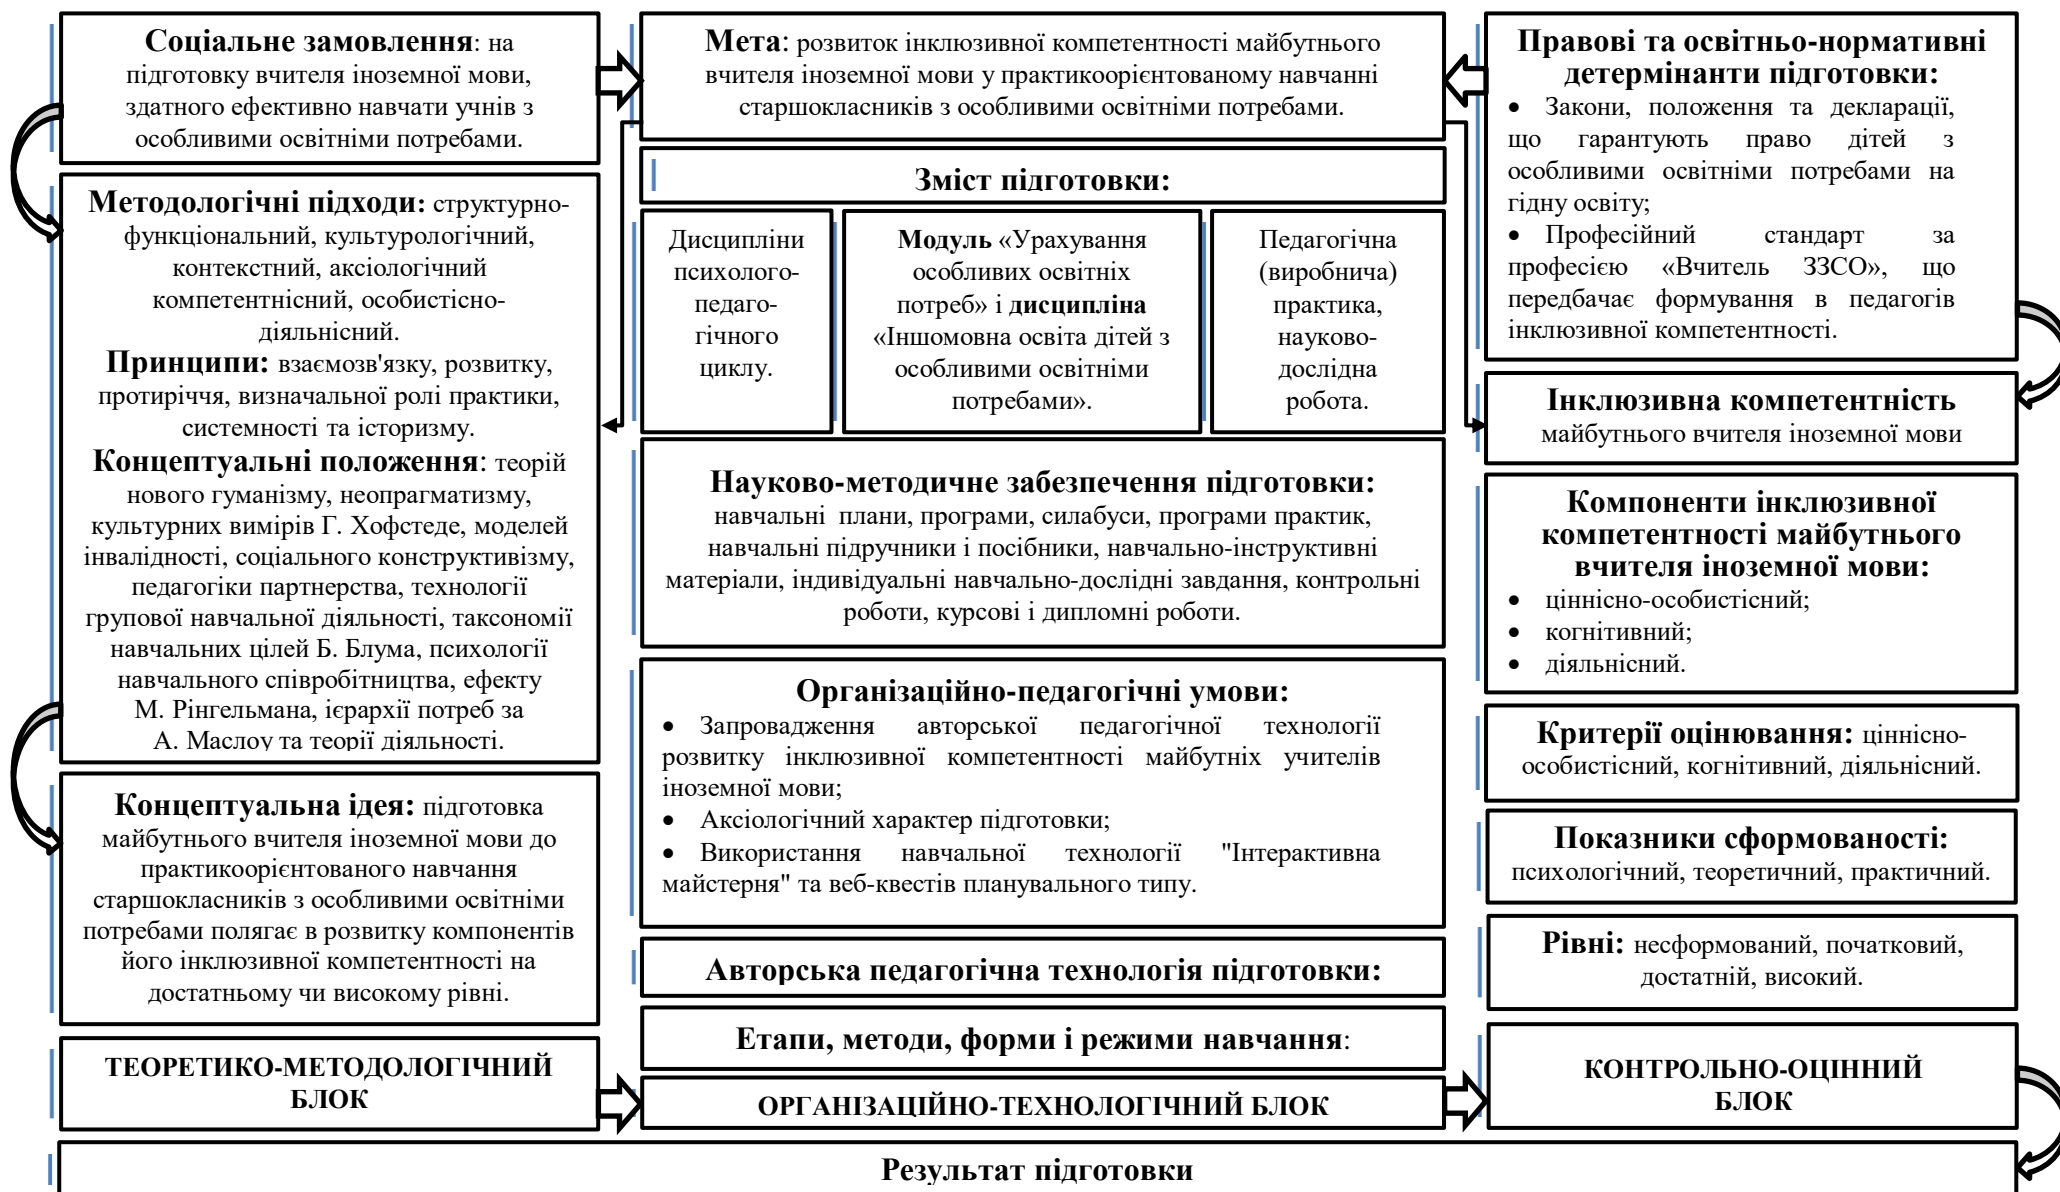 Соціальне замовлення: на
підготовку вчителя іноземної мови,
здатного ефективно навчати учнів з
особливими освітніми потребами.
Методологічні підходи: структурно-
функціональний, культурологічний,
контекстний, аксіологічний
компетентнісний, особистісно-
діяльнісний.
Принципи: взаємозв'язку, розвитку,
протиріччя, визначальної ролі практики,
системності та історизму.
Концептуальні положення: теорій
нового гуманізму, неопрагматизму,
культурних вимірів Г. Хофстеде, моделей
інвалідності, соціального конструктивізму,
педагогіки партнерства, технології
групової навчальної діяльності, таксономії
навчальних цілей Б. Блума, психології
навчального співробітництва, ефекту
М. Рінгельмана, ієрархії потреб за
А. Маслоу та теорії діяльності.
Концептуальна ідея: підготовка
майбутнього вчителя іноземної мови до
практикоорієнтованого навчання
старшокласників з особливими освітніми
потребами полягає в розвитку компонентів
його інклюзивної компетентності на
достатньому чи високому рівні.
ТЕОРЕТИКО-МЕТОДОЛОГІЧНИЙ
БЛОК
Мета: розвиток інклюзивної компетентності майбутнього
вчителя іноземної мови у практикоорієнтованому навчанні
старшокласників з особливими освітніми потребами.
Зміст підготовки:
Дисципліни
психолого-
педаго-
гічного
циклу.
Модуль «Урахування
особливих освітніх
потреб» і дисципліна
«Іншомовна освіта дітей з
особливими освітніми
потребами».
Педагогічна
(виробнича)
практика,
науково-
дослідна
робота.
Науково-методичне забезпечення підготовки:
навчальні плани, програми, силабуси, програми практик,
навчальні підручники і посібники, навчально-інструктивні
матеріали, індивідуальні навчально-дослідні завдання, контрольні
роботи, курсові і дипломні роботи.
Організаційно-педагогічні умови:
• Запровадження авторської педагогічної технології
розвитку інклюзивної компетентності майбутніх учителів
іноземної мови;
• Аксіологічний характер підготовки;
• Використання навчальної технології "Інтерактивна
майстерня" та веб-квестів планувального типу.
Авторська педагогічна технологія підготовки:
Етапи, методи, форми і режими навчання:
ОРГАНІЗАЦІЙНО-ТЕХНОЛОГІЧНИЙ БЛОК
Правові та освітньо-нормативні
детермінанти підготовки:
• Закони, положення та декларації,
що гарантують право дітей з
особливими освітніми потребами на
гідну освіту;
• Професійний стандарт за
професією «Вчитель ЗЗСО», що
передбачає формування в педагогів
інклюзивної компетентності.
Інклюзивна компетентність
майбутнього вчителя іноземної мови
Компоненти інклюзивної
компетентності майбутнього
вчителя іноземної мови:
• ціннісно-особистісний;
• когнітивний;
• діяльнісний.
Критерії оцінювання: ціннісно-
особистісний, когнітивний, діяльнісний.
Показники сформованості:
психологічний, теоретичний, практичний.
Рівні: несформований, початковий,
достатній, високий.
КОНТРОЛЬНО-ОЦІННИЙ
БЛОК
Результат підготовки